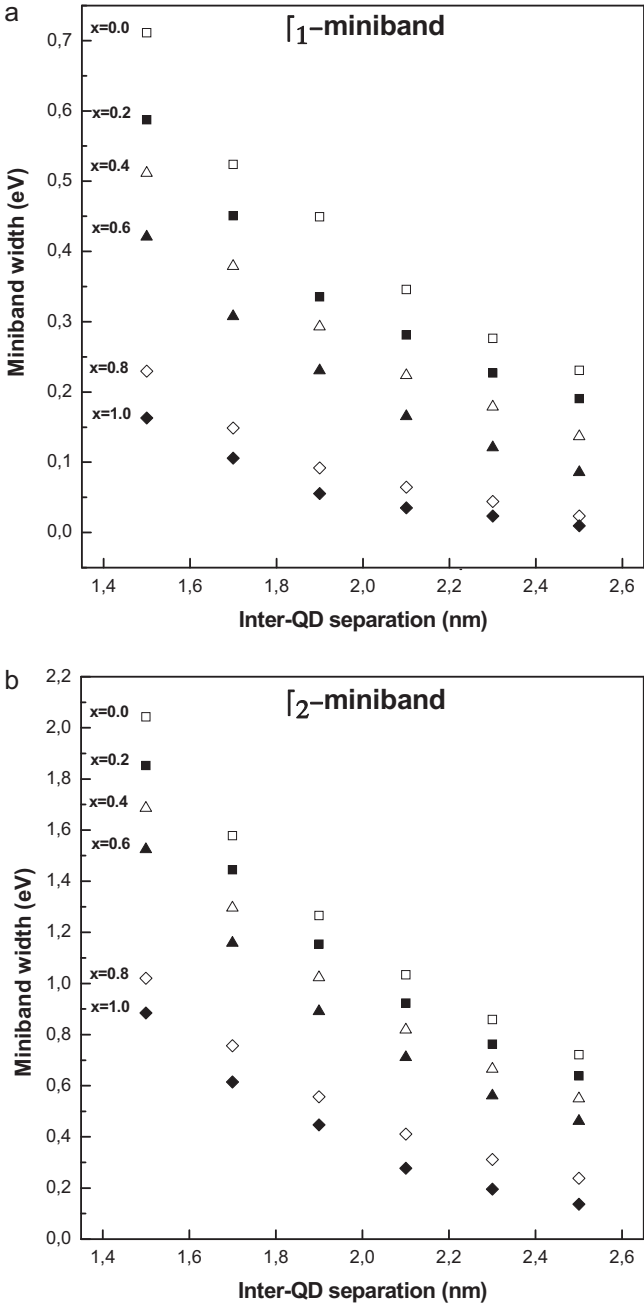 a
⌈1–miniband
0,7
0,6
0,5
0,4
0,3
0,2
0,1
0,0
x=0.0
x=0.2
x=0.4
x=0.6
x=0.8
x=1.0
Miniband width (eV)
1,4 1,6 1,8 2,0 2,2 2,4 2,6
Inter-QD separation (nm)
b
⌈2–miniband
2,2
2,0
1,8
1,6
1,4
1,2
1,0
0,8
0,6
0,4
0,2
0,0
x=0.0
x=0.2
x=0.4
x=0.6
x=0.8
x=1.0
Miniband width (eV)
1,4 1,6 1,8 2,0 2,2 2,4 2,6
Inter-QD separation (nm)